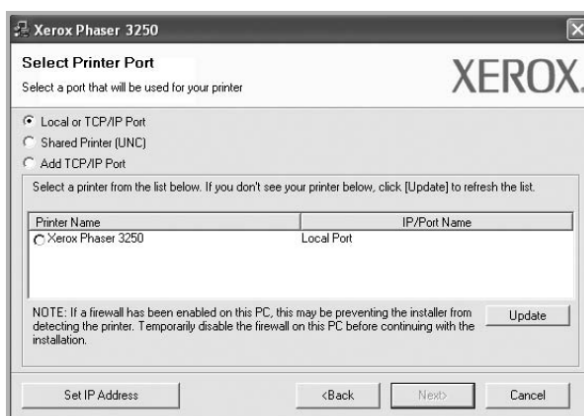 Xerox Phaser 3250
Select Printer Port
Select a port that will be used for your printer
XEROX.
Local or TCP/IP Port
Shared Printer (UNC)
Add TCP/IP Port
Select a printer from the list below. If you don't see your printer below, click [Update] to refresh the list.
Printer Name IP/Port Name
Xerox Phaser 3250 Local Port
NOTE: If a firewall has been enabled on this PC, this may be preventing the installer from
detecting the printer. Temporarily disable the firewall on this PC before continuing with the
installation.
Update
Set IP Address <Back Next> Cancel